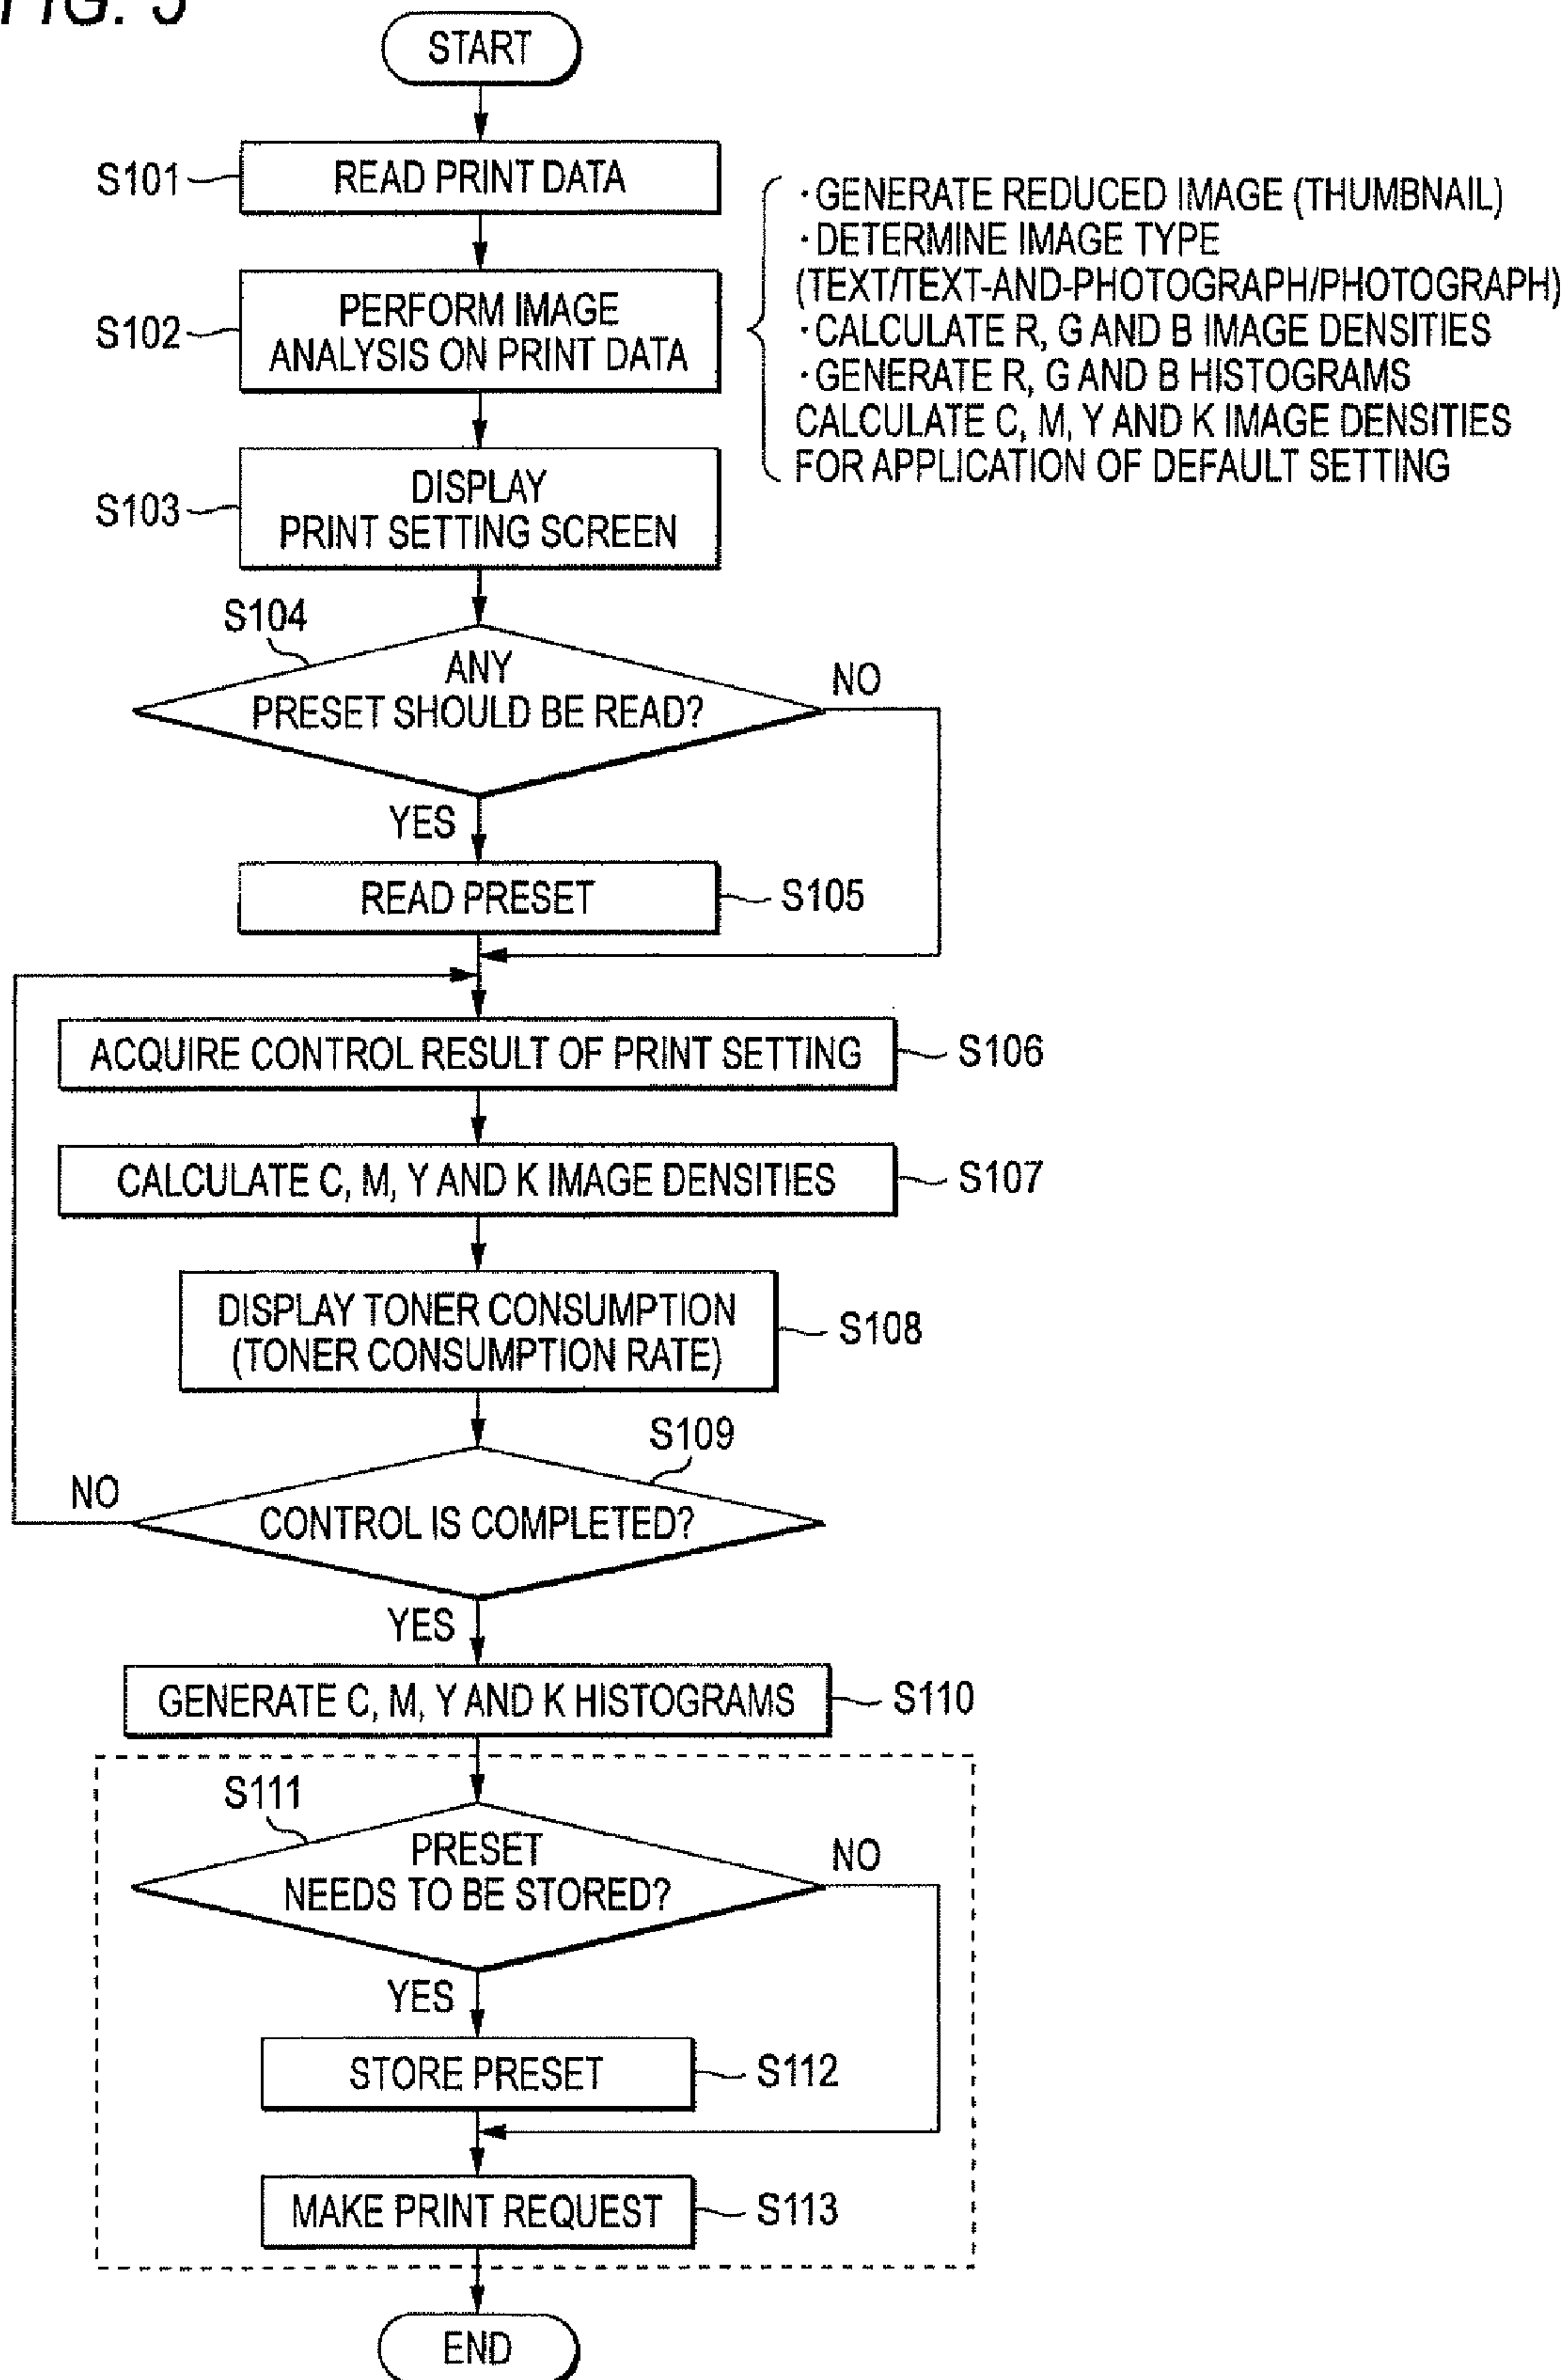 FIG. 5
START
S101
READ PRINT DATA
S102
PERFORM IMAGE
ANALYSIS ON PRINT DATA
·GENERATE REDUCED IMAGE (THUMBNAIL)
·DETERMINE IMAGE TYPE
(TEXT/TEXT-AND-PHOTOGRAPH/PHOTOGRAPH)
·CALCULATE R, G AND B IMAGE DENSITIES
·GENERATE R, G AND B HISTOGRAMS
CALCULATE C, M, Y AND K IMAGE DENSITIES
FOR APPLICATION OF DEFAULT SETTING
S103
DISPLAY
PRINT SETTING SCREEN
S104
ANY
PRESET SHOULD BE READ?
NO
YES
READ PRESET
S105
ACQUIRE CONTROL RESULT OF PRINT SETTING
S106
CALCULATE C, M, Y AND K IMAGE DENSITIES
S107
DISPLAY TONER CONSUMPTION
(TONER CONSUMPTION RATE)
S108
S109
NO
CONTROL IS COMPLETED?
YES
GENERATE C, M, Y AND K HISTOGRAMS
S110
S111
PRESET
NEEDS TO BE STORED?
NO
YES
STORE PRESET
S112
MAKE PRINT REQUEST
S113
END